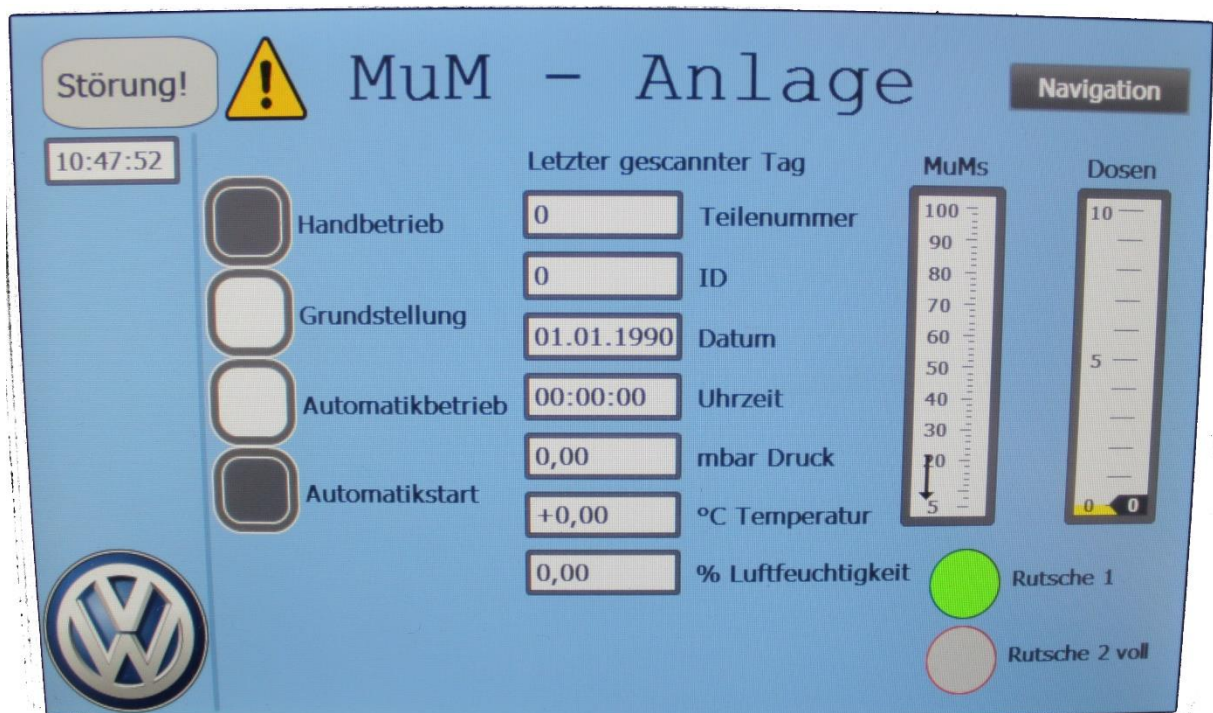 Störung!
MuM - Anlage
Navigation
10:47:52
Letzter gescannter Tag
MuMs
Dosen
Handbetrieb
Grundstellung
Automatikbetrieb
Automatikstart
0 Teilenummer
0 ID
01.01.1990 Datum
00:00:00 Uhrzeit
0,00 mbar Druck
+0,00 °C Temperatur
0,00 % Luftfeuchtigkeit
100
90
80
70
60
50
40
30
20
5
10
5
0 0
Rutsche 1
Rutsche 2 voll
VW